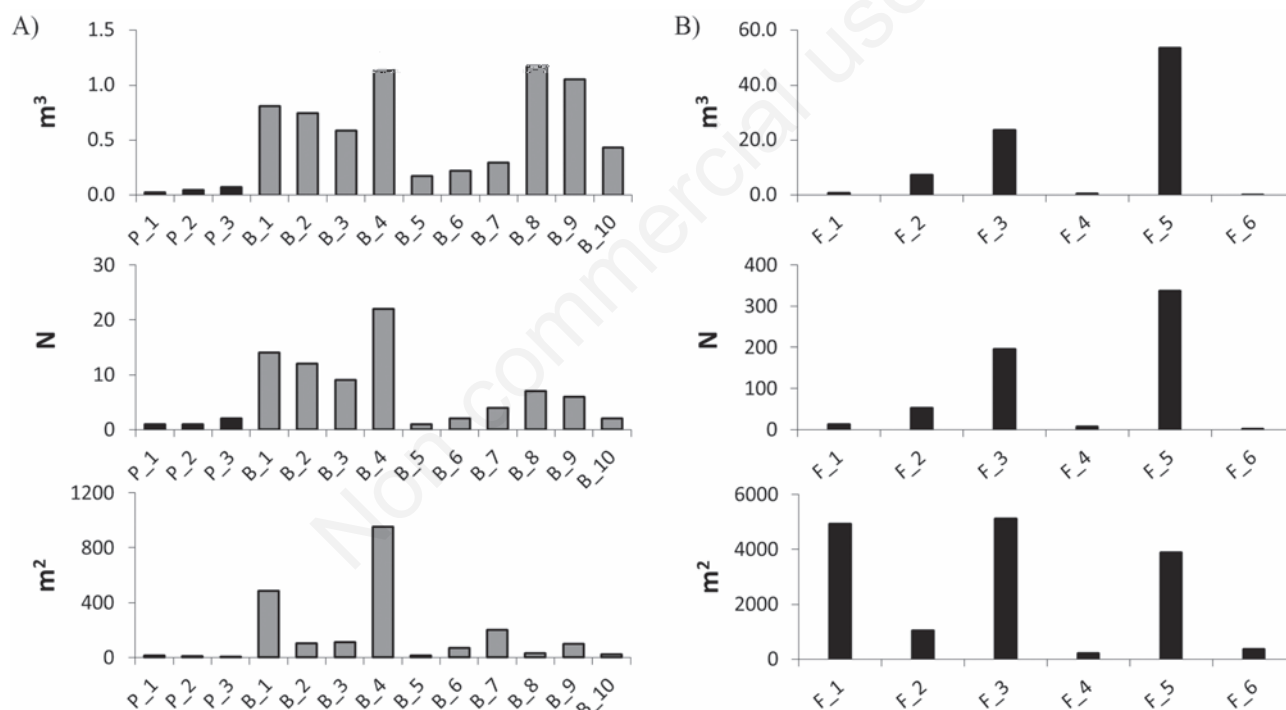 A)
1.5
1.0
0.5
0.0
m³
P_1 P_2 P_3 B_1 B_2 B_3 B_4 B_5 B_6 B_7 B_8 B_9 B_10
30
20
10
0
N
P_1 P_2 P_3 B_1 B_2 B_3 B_4 B_5 B_6 B_7 B_8 B_9 B_10
1200
800
400
0
m²
P_1 P_2 P_3 B_1 B_2 B_3 B_4 B_5 B_6 B_7 B_8 B_9 B_10
B)
60.0
40.0
20.0
0.0
m³
F_1 F_2 F_3 F_4 F_5 F_6
400
300
200
100
0
N
F_1 F_2 F_3 F_4 F_5 F_6
6000
4000
2000
0
m²
F_1 F_2 F_3 F_4 F_5 F_6
Non commercial use